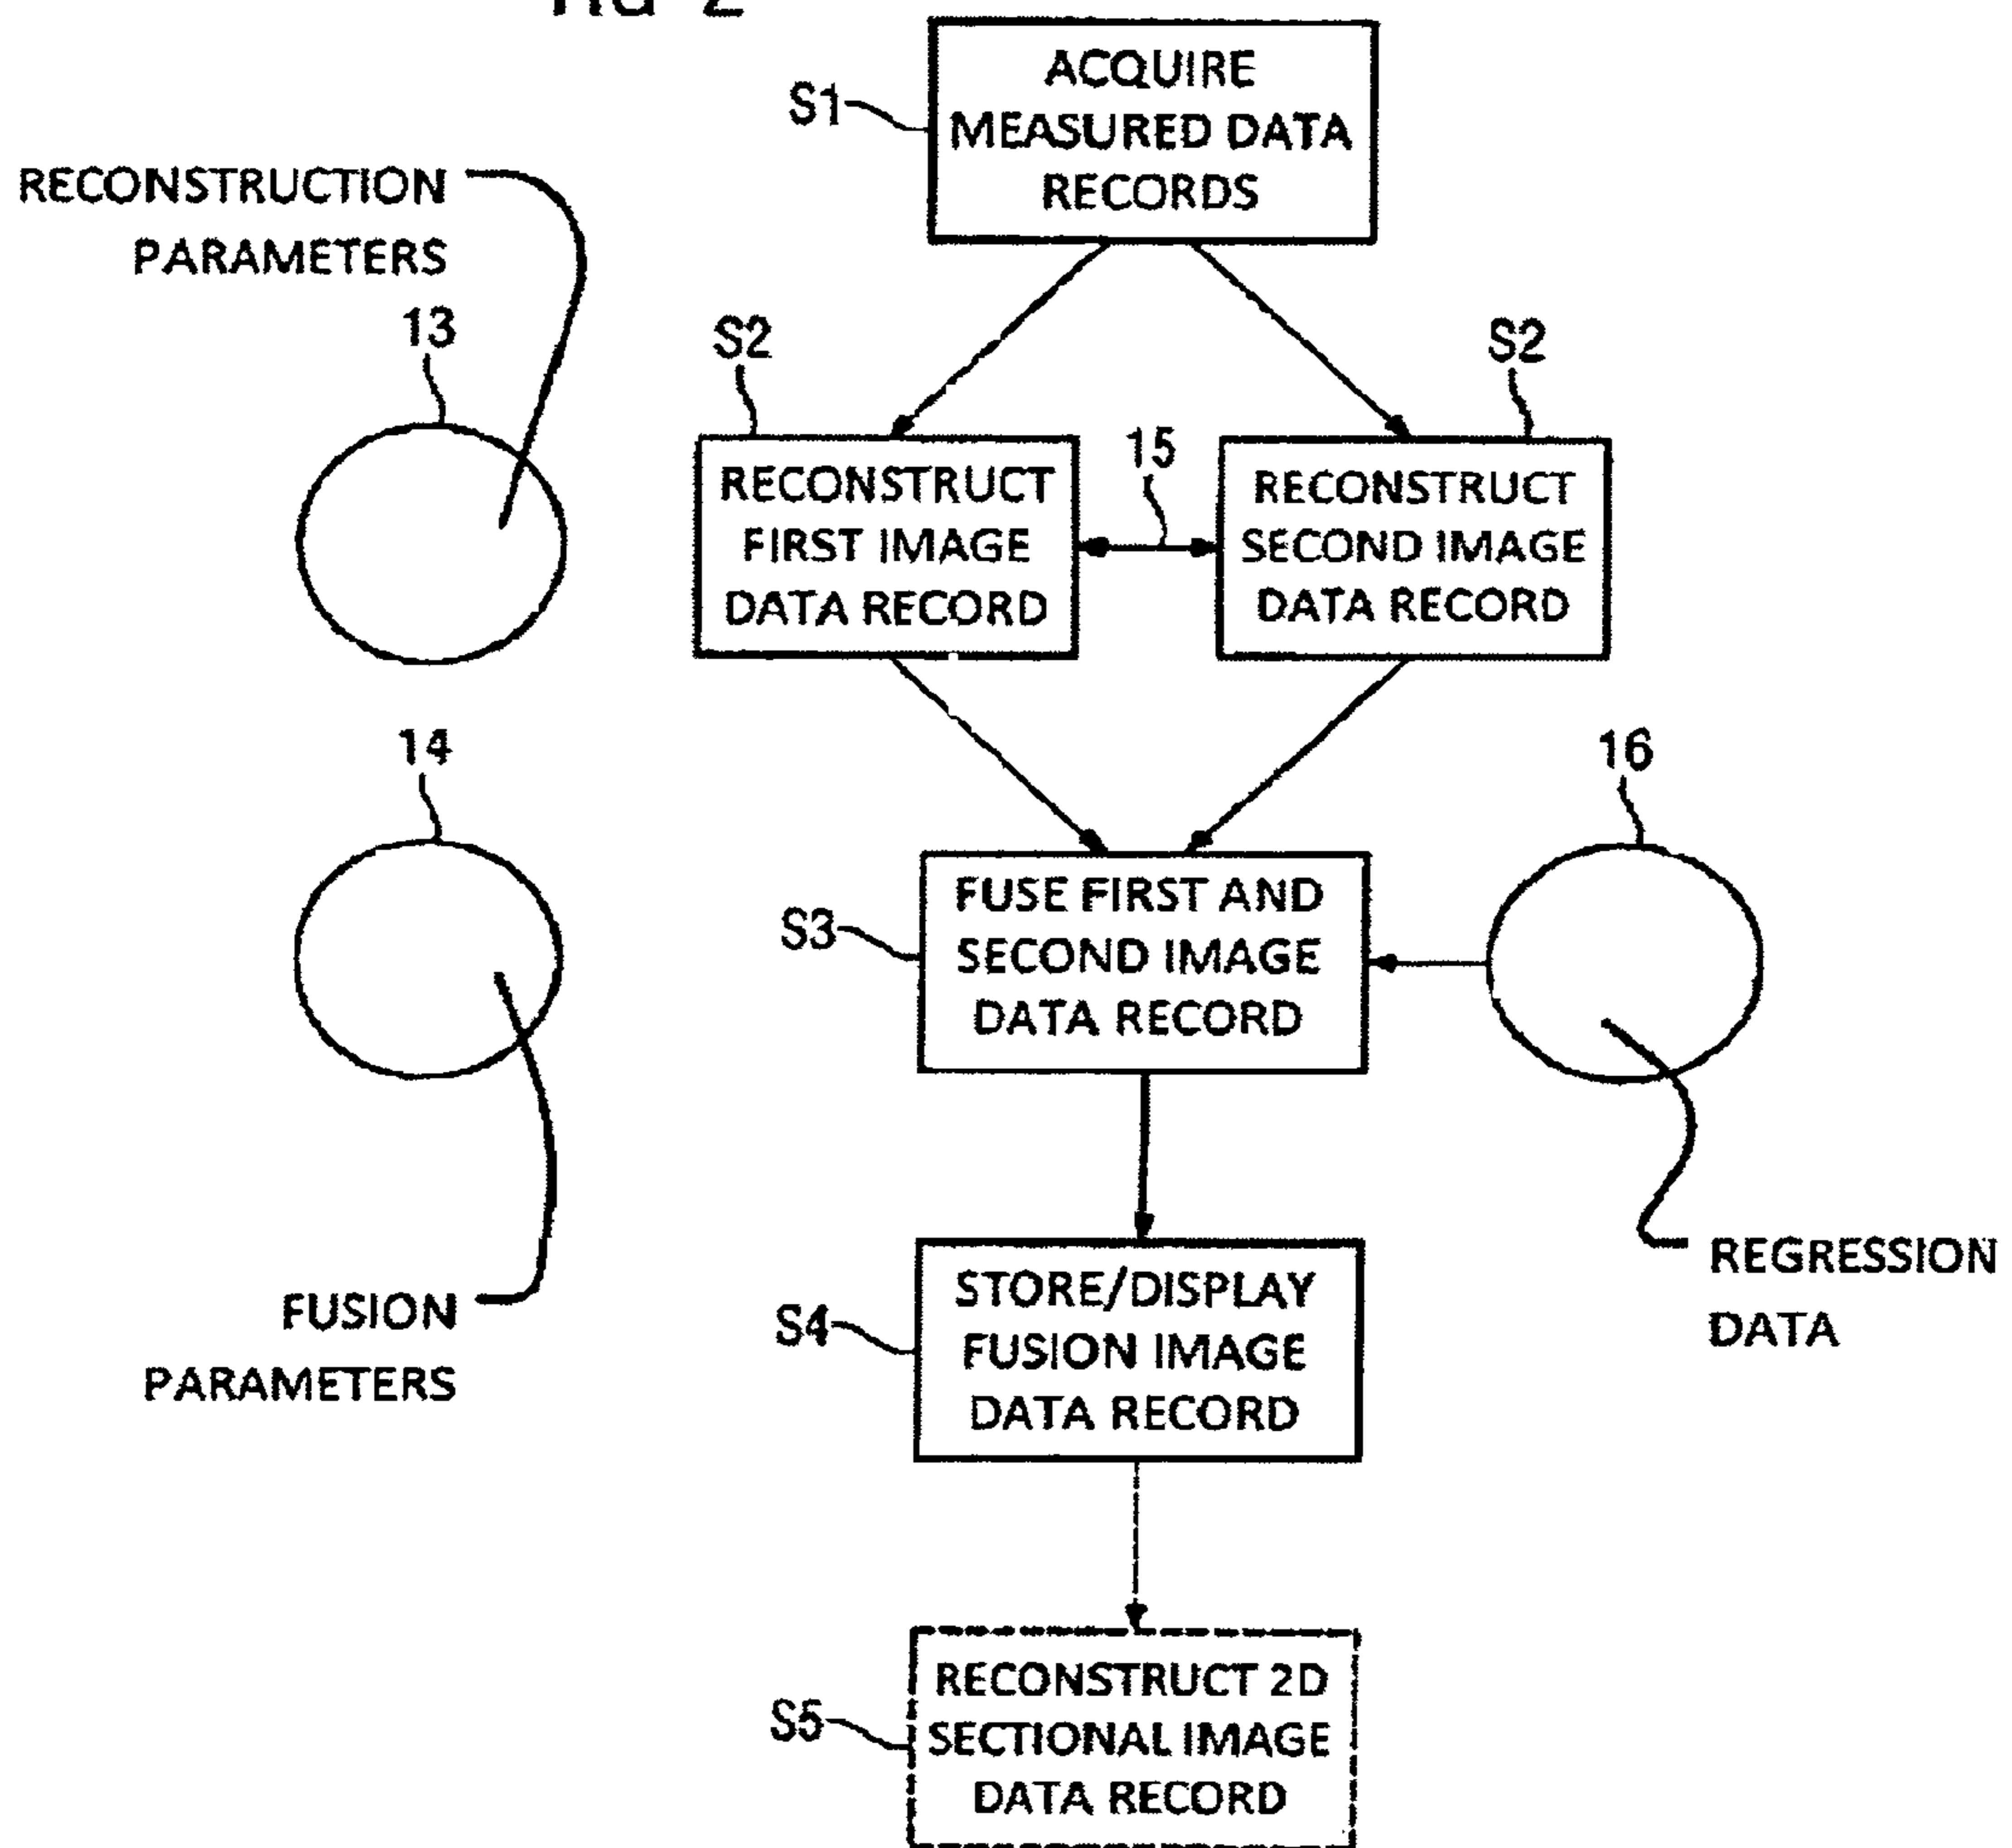 S1
ACQUIRE
MEASURED DATA
RECORDS
RECONSTRUCTION
PARAMETERS
13
S2
S2
RECONSTRUCT
FIRST IMAGE
DATA RECORD
15
RECONSTRUCT
SECOND IMAGE
DATA RECORD
14
16
S3
FUSE FIRST AND
SECOND IMAGE
DATA RECORD
FUSION
PARAMETERS
REGRESSION
DATA
S4
STORE/DISPLAY
FUSION IMAGE
DATA RECORD
S5
RECONSTRUCT 2D
SECTIONAL IMAGE
DATA RECORD